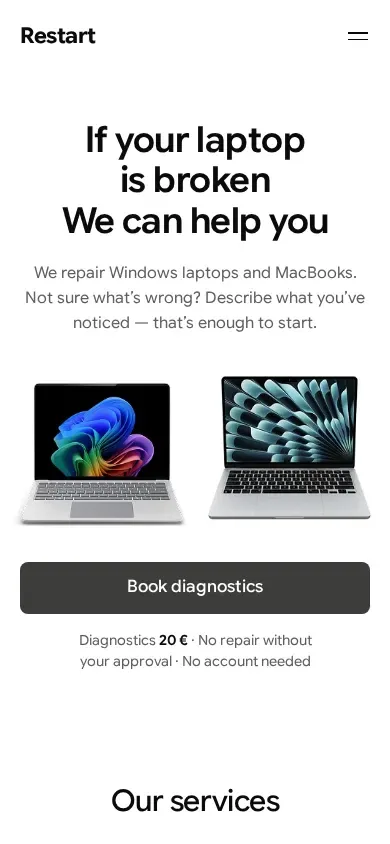 Restart
If your laptop
is broken
We can help you
We repair Windows laptops and MacBooks.
Not sure what’s wrong? Describe what you’ve
noticed — that’s enough to start.
Book diagnostics
Diagnostics 20 € · No repair without
your approval · No account needed
Our services